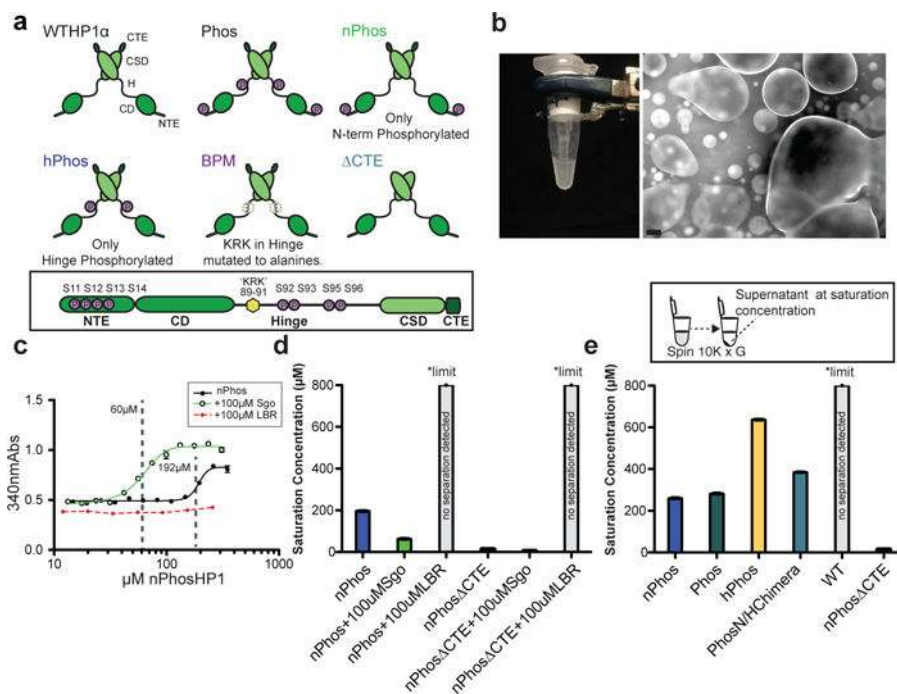 a
WTHP1α
CTE
CSD
H
CD
NTE
Phos
nPhos
Only
N-term Phosphorylated
hPhos
Only
Hinge Phosphorylated
BPM
KRK in Hinge
mutated to alanines.
ΔCTE
S11 S12 S13 S14
'KRK'
89-91
S92 S93
S95 S96
NTE
CD
Hinge
CSD
CTE
b
c
340nmAbs
1.5
1.0
0.5
0.0
60µM
192µM
nPhos
+100µM Sgo
+100µM LBR
10
100
1000
µM nPhosHP1
d
Saturation Concentration (µM)
800
600
400
200
0
*limit
no separation detected
*limit
no separation detected
nPhos
nPhos+100uMSgo
nPhos+100uMLBR
nPhosΔCTE
nPhosΔCTE+100uMSgo
nPhosΔCTE+100uMLBR
e
Supernatant at saturation
concentration
Spin 10K x G
Saturation Concentration (µM)
800
600
400
200
0
*limit
no separation detected
nPhos
Phos
hPhos
PhosN/HChimera
WT
nPhosΔCTE